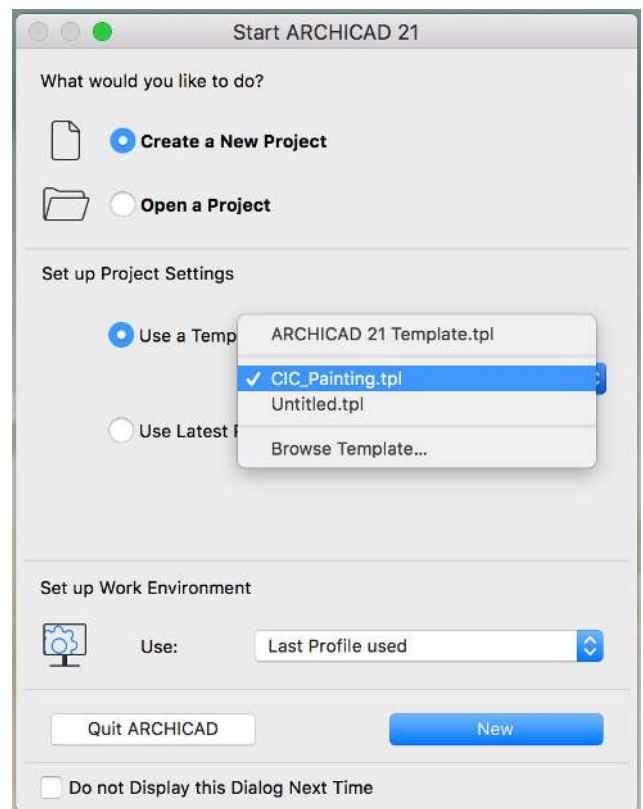 Start ARCHICAD 21
What would you like to do?
Create a New Project
Open a Project
Set up Project Settings
Use a Temp
ARCHICAD 21 Template.tpl
CIC_Painting.tpl
Untitled.tpl
Use Latest
Browse Template...
Set up Work Environment
Use:
Last Profile used
Quit ARCHICAD
New
Do not Display this Dialog Next Time